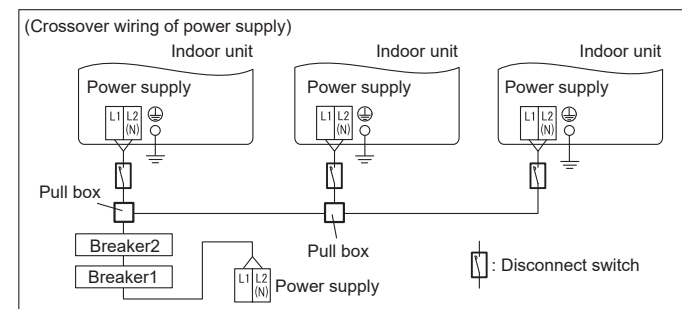 (Crossover wiring of power supply)
Indoor unit
Indoor unit
Indoor unit
Power supply
Power supply
Power supply
L1 L2
(N)
L1 L2
(N)
L1 L2
(N)
Pull box
Breaker2
Pull box
Breaker1
L1 L2
(N)
Power supply
: Disconnect switch